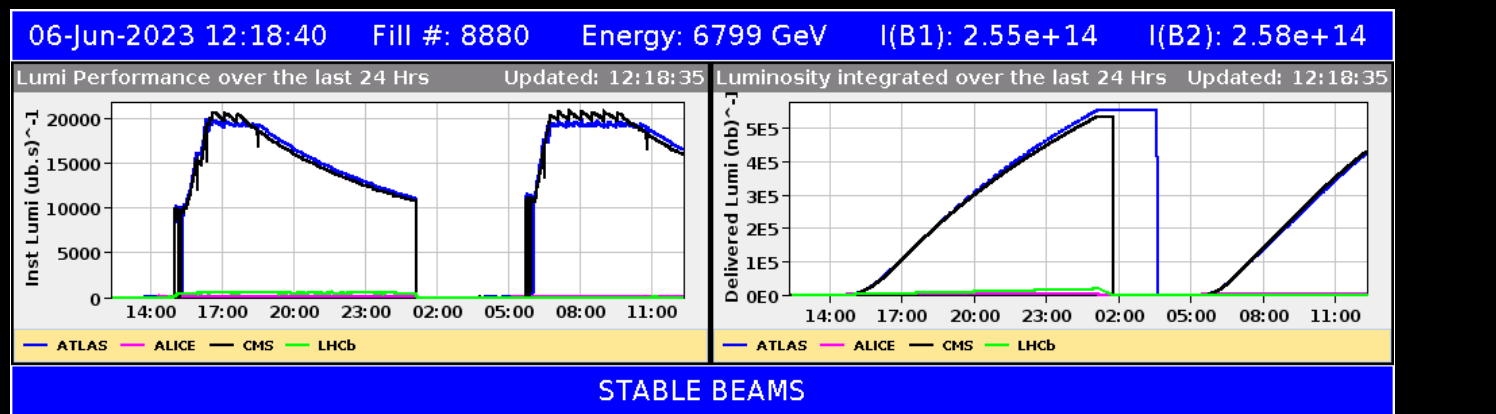 06-Jun-2023 12:18:40 Fill #: 8880 Energy: 6799 GeV I(B1): 2.55e+14 I(B2): 2.58e+14
Lumi Performance over the last 24 Hrs Updated: 12:18:35
Inst Lumi (ub.s)^-1
20000
15000
10000
5000
0
14:00 17:00 20:00 23:00 02:00 05:00 08:00 11:00
ATLAS ALICE CMS LHCb
Luminosity integrated over the last 24 Hrs Updated: 12:18:35
Delivered Lumi (nb)^-1
5E5
4E5
3E5
2E5
1E5
0E0
14:00 17:00 20:00 23:00 02:00 05:00 08:00 11:00
ATLAS ALICE CMS LHCb
STABLE BEAMS